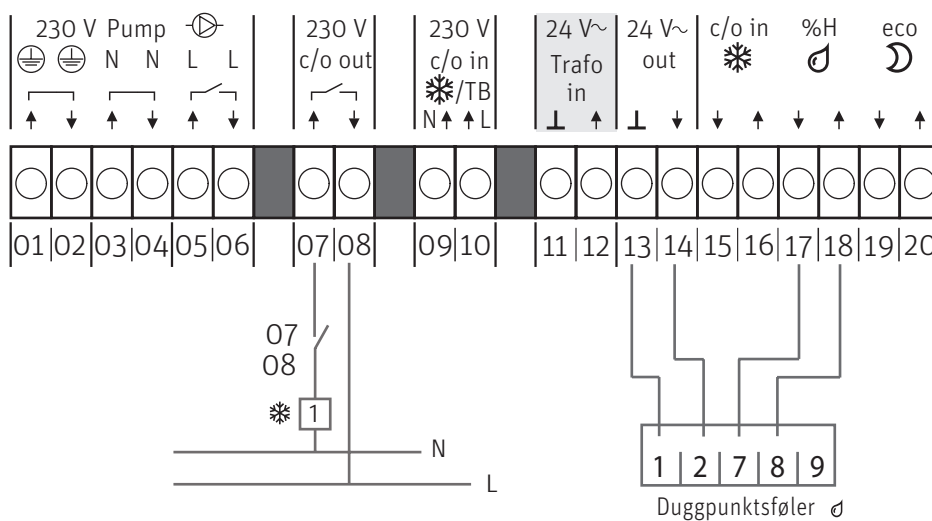 230 V Pump 230 V 230 V 24 V~ 24 V~ c/o in %H eco
N N L L c/o out c/o in Trafo out
/TB in
N L
01 02 03 04 05 06 07 08 09 10 11 12 13 14 15 16 17 18 19 20
07
08
1
N
L
1 2 7 8 9
Duggpunktsføler